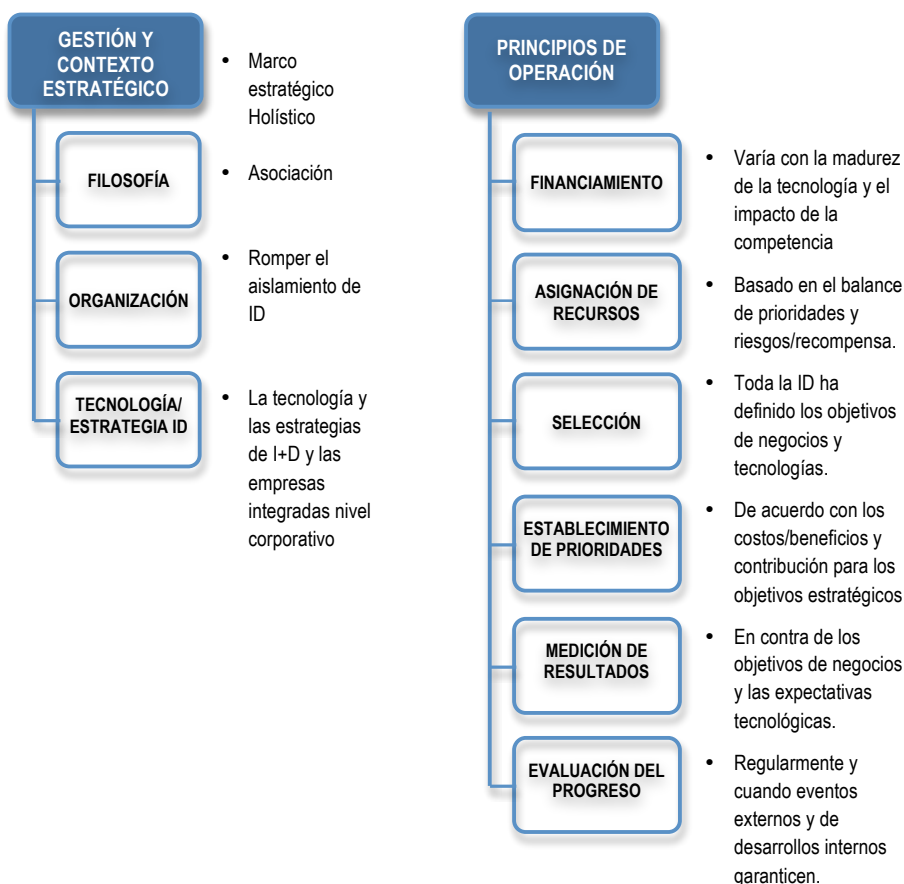 GESTIÓN Y
CONTEXTO
ESTRATÉGICO
• Marco
estratégico
Holístico
FILOSOFÍA
• Asociación
ORGANIZACIÓN
• Romper el
aislamiento de
ID
TECNOLOGÍA/
ESTRATEGIA ID
• La tecnología y
las estrategias
de I+D y las
empresas
integradas nivel
corporativo
PRINCIPIOS DE
OPERACIÓN
FINANCIAMIENTO
• Varía con la madurez
de la tecnología y el
impacto de la
competencia
ASIGNACIÓN DE
RECURSOS
• Basado en el balance
de prioridades y
riesgos/recompensa.
SELECCIÓN
• Toda la ID ha
definido los objetivos
de negocios y
tecnologías.
ESTABLECIMIENTO
DE PRIORIDADES
• De acuerdo con los
costos/beneficios y
contribución para los
objetivos estratégicos
MEDICIÓN DE
RESULTADOS
• En contra de los
objetivos de negocios
y las expectativas
tecnológicas.
EVALUACIÓN DEL
PROGRESO
• Regularmente y
cuando eventos
externos y de
desarrollos internos
garanticen.